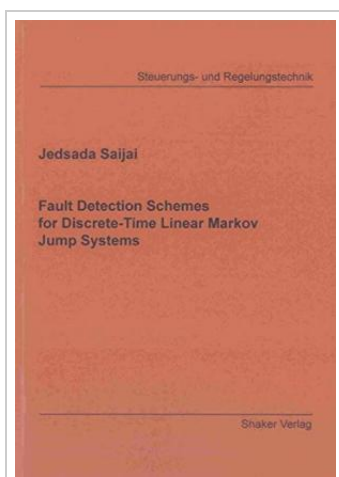 Steuerungs- und Regelungstechnik
Jedsada Saijai
Fault Detection Schemes
for Discrete-Time Linear Markov
Jump Systems
Shaker Verlag